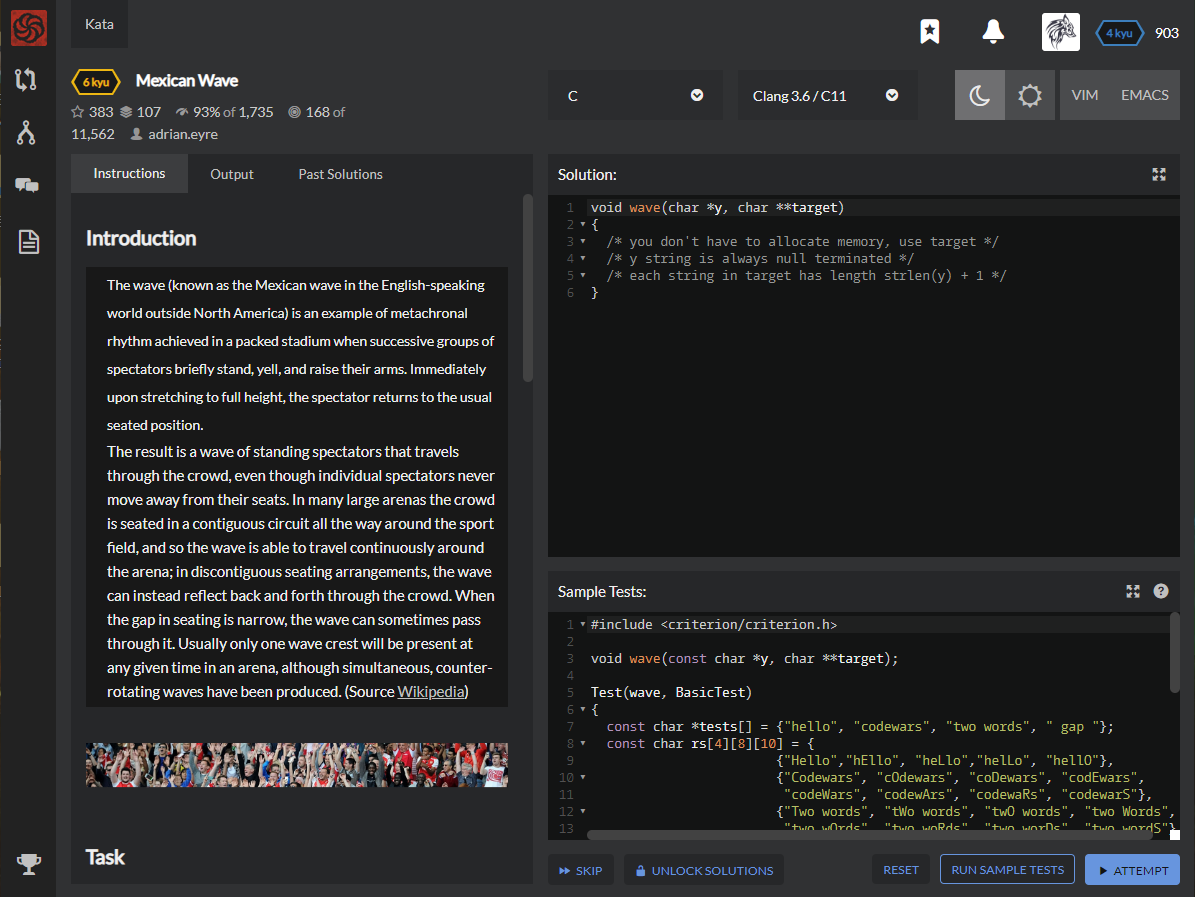 Kata
4 kyu
903
6 kyu
Mexican Wave
383 107 93% of 1,735 168 of
11,562 adrian.eyre
C
Clang 3.6 / C11
VIM
EMACS
Instructions
Output
Past Solutions
Introduction
The wave (known as the Mexican wave in the English-speaking
world outside North America) is an example of metachronal
rhythm achieved in a packed stadium when successive groups of
spectators briefly stand, yell, and raise their arms. Immediately
upon stretching to full height, the spectator returns to the usual
seated position.
The result is a wave of standing spectators that travels
through the crowd, even though individual spectators never
move away from their seats. In many large arenas the crowd
is seated in a contiguous circuit all the way around the sport
field, and so the wave is able to travel continuously around
the arena; in discontiguous seating arrangements, the wave
can instead reflect back and forth through the crowd. When
the gap in seating is narrow, the wave can sometimes pass
through it. Usually only one wave crest will be present at
any given time in an arena, although simultaneous, counter-
rotating waves have been produced. (Source Wikipedia)
Task
Solution:
1 void wave(char *y, char **target)
2 {
3 /* you don't have to allocate memory, use target */
4 /* y string is always null terminated */
5 /* each string in target has length strlen(y) + 1 */
6 }
Sample Tests:
1 #include <criterion/criterion.h>
2
3 void wave(const char *y, char **target);
4
5 Test(wave, BasicTest)
6 {
7 const char *tests[] = {"hello", "codewars", "two words", " gap "};
8 const char rs[4][8][10] = {
9 {"Hello","hEllo", "heLlo","helLo", "hellO"},
10 {"Codewars", "cOdewars", "coDewars", "codEwars",
11 "codeWars", "codewArs", "codewaRs", "codewarS"},
12 {"Two words", "tWo words", "twO words", "two Words",
13 "two wOrds", "two woRds", "two worDs", "two wordS"}
SKIP
UNLOCK SOLUTIONS
RESET
RUN SAMPLE TESTS
ATTEMPT